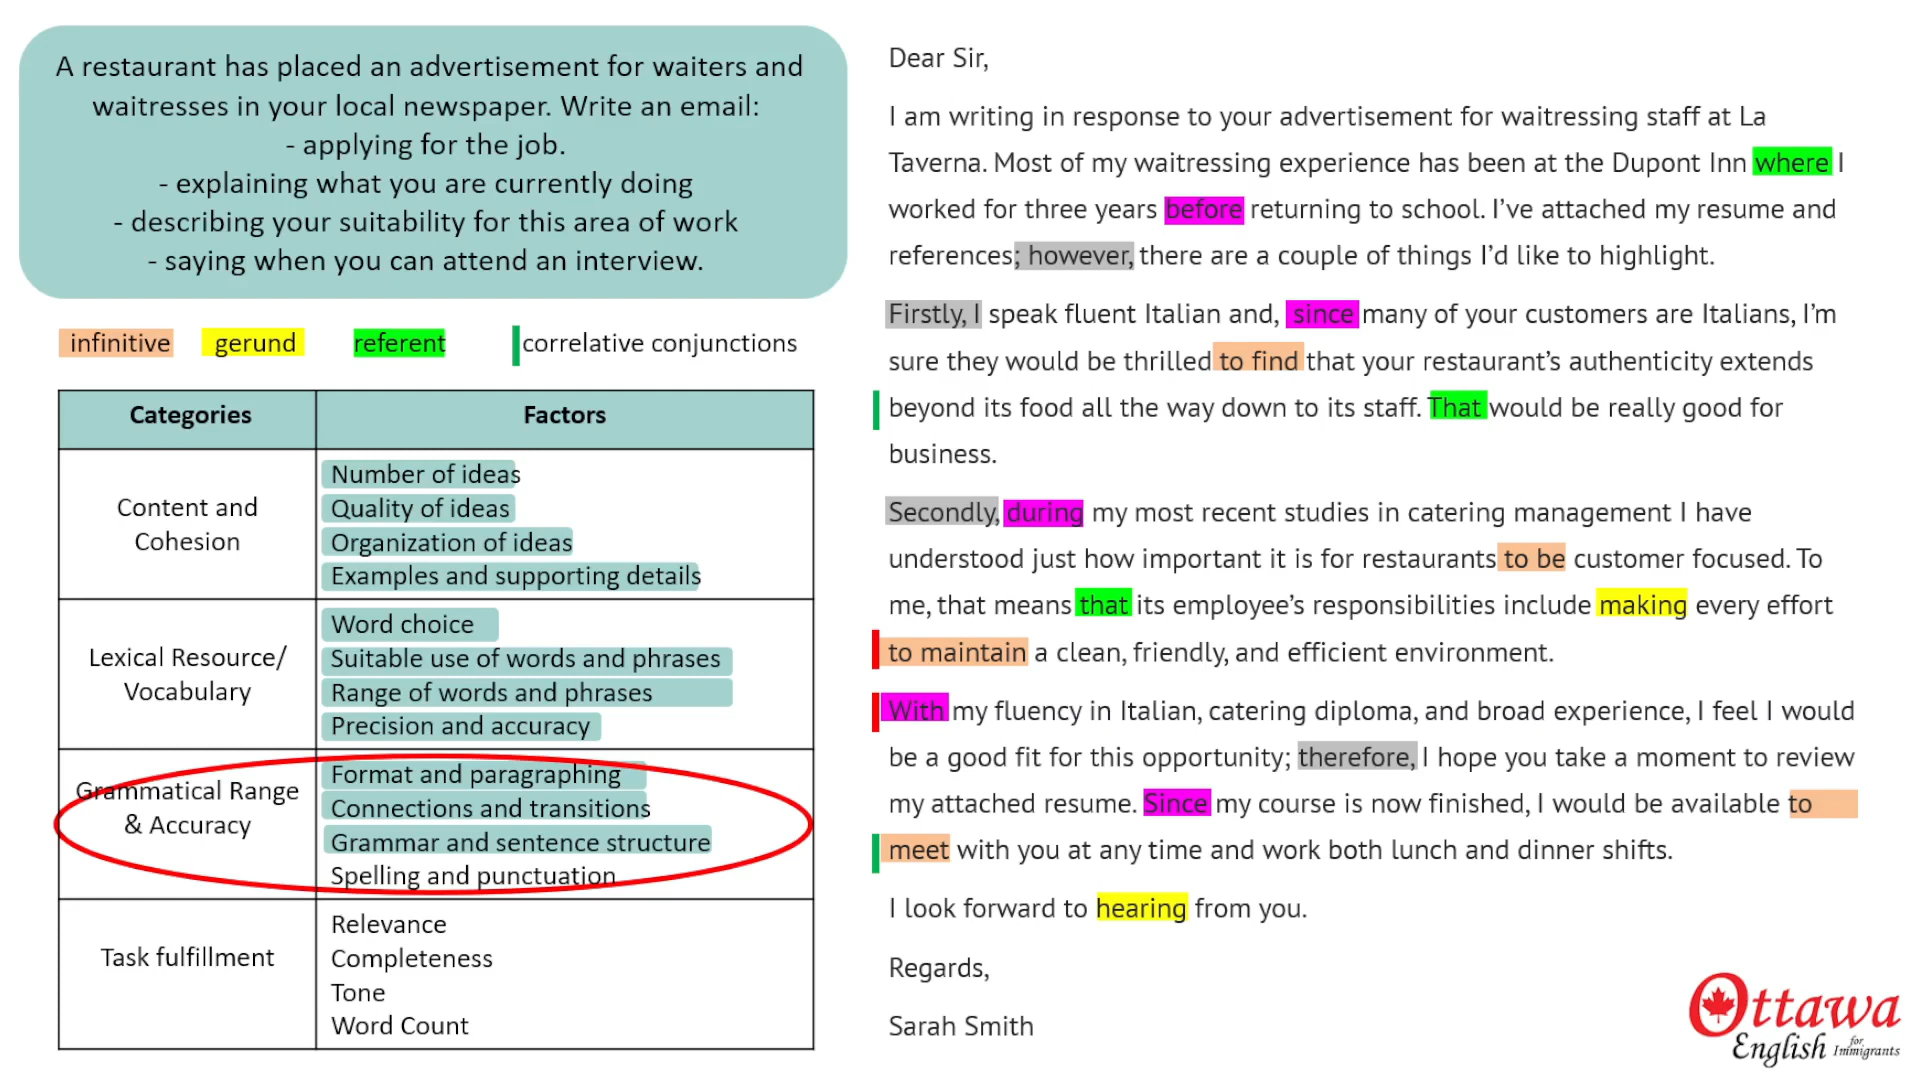 A restaurant has placed an advertisement for waiters and
waitresses in your local newspaper. Write an email:
- applying for the job.
- explaining what you are currently doing
- describing your suitability for this area of work
- saying when you can attend an interview.
infinitive gerund referent correlative conjunctions
Categories Factors
Content and
Cohesion
Number of ideas
Quality of ideas
Organization of ideas
Examples and supporting details
Lexical Resource/
Vocabulary
Word choice
Suitable use of words and phrases
Range of words and phrases
Precision and accuracy
Grammatical Range
& Accuracy
Format and paragraphing
Connections and transitions
Grammar and sentence structure
Spelling and punctuation
Task fulfillment
Relevance
Completeness
Tone
Word Count
Dear Sir,
I am writing in response to your advertisement for waitressing staff at La
Taverna. Most of my waitressing experience has been at the Dupont Inn where I
worked for three years before returning to school. I've attached my resume and
references; however, there are a couple of things I'd like to highlight.
Firstly, I speak fluent Italian and, since many of your customers are Italians, I'm
sure they would be thrilled to find that your restaurant's authenticity extends
beyond its food all the way down to its staff. That would be really good for
business.
Secondly, during my most recent studies in catering management I have
understood just how important it is for restaurants to be customer focused. To
me, that means that its employee's responsibilities include making every effort
to maintain a clean, friendly, and efficient environment.
With my fluency in Italian, catering diploma, and broad experience, I feel I would
be a good fit for this opportunity; therefore, I hope you take a moment to review
my attached resume. Since my course is now finished, I would be available to
meet with you at any time and work both lunch and dinner shifts.
I look forward to hearing from you.
Regards,
Sarah Smith
Ottawa
English for Immigrants